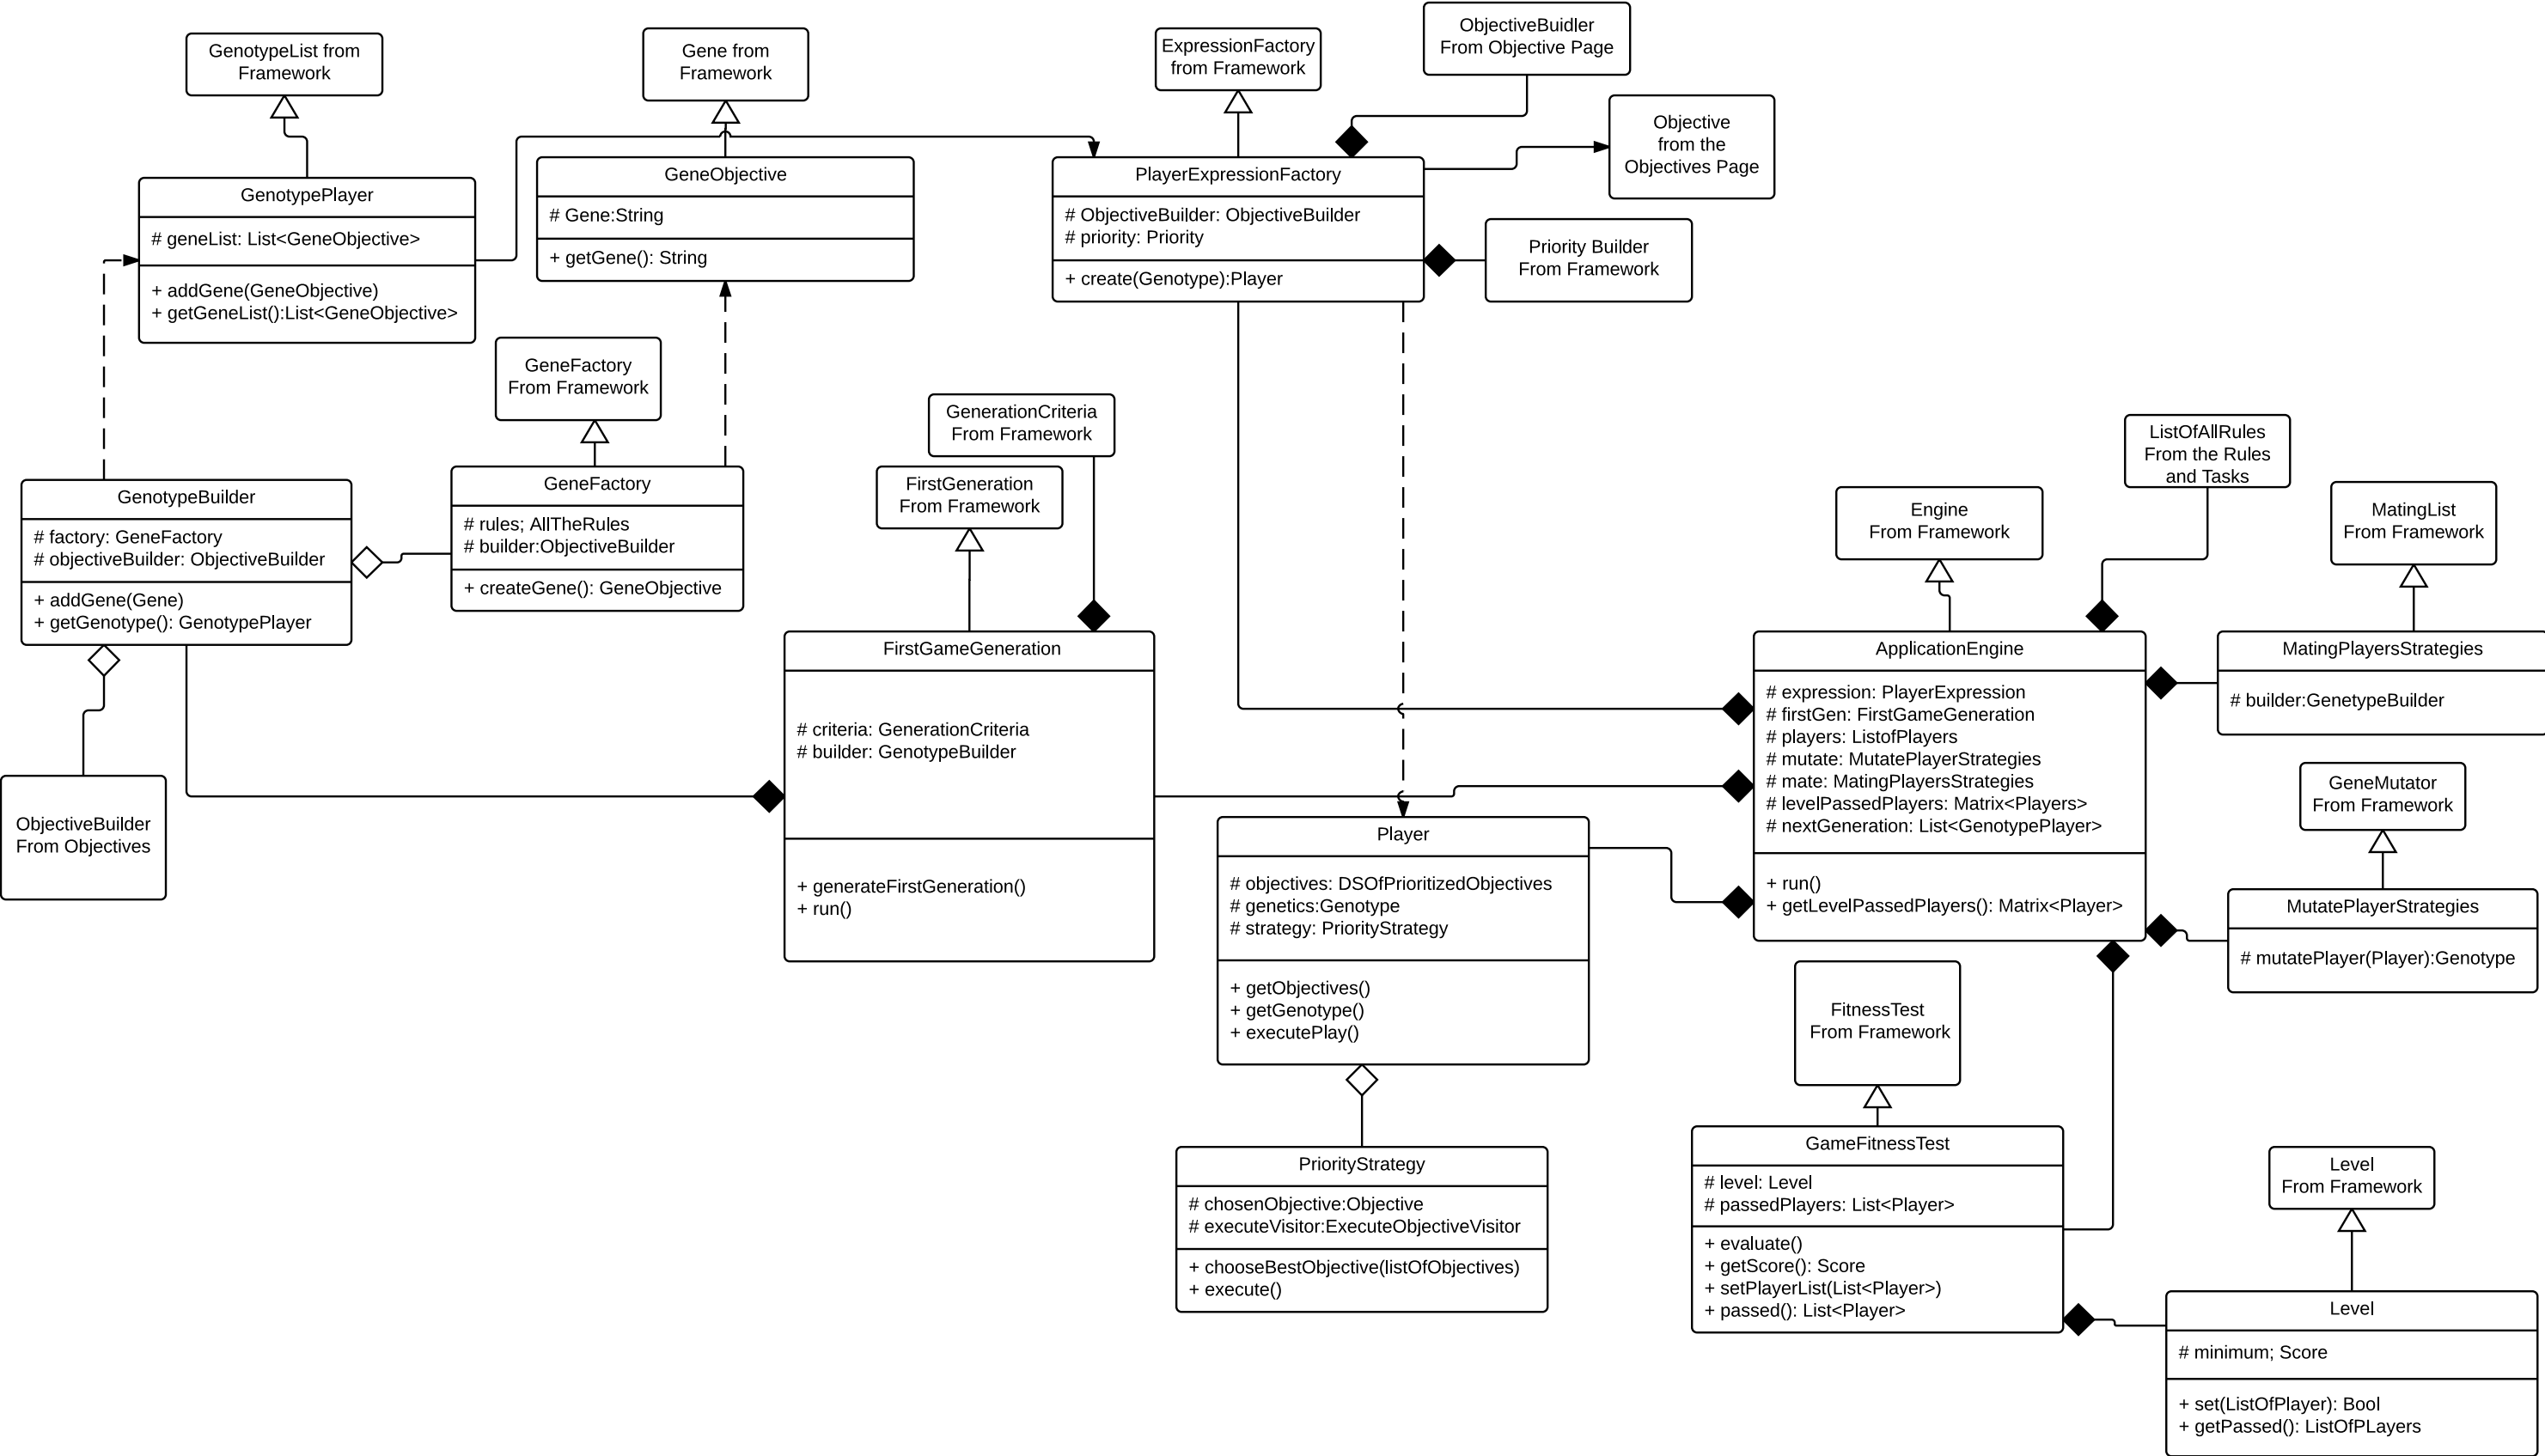 GenotypeList from
Framework
Gene from
Framework
ExpressionFactory
from Framework
ObjectiveBuidler
From Objective Page
Objective
from the
Objectives Page
GenotypePlayer
# geneList: List<GeneObjective>
+ addGene(GeneObjective)
+ getGeneList():List<GeneObjective>
GeneObjective
# Gene:String
+ getGene(): String
PlayerExpressionFactory
# ObjectiveBuilder: ObjectiveBuilder
# priority: Priority
+ create(Genotype):Player
Priority Builder
From Framework
GeneFactory
From Framework
GenerationCriteria
From Framework
FirstGeneration
From Framework
ListOfAllRules
From the Rules
and Tasks
Engine
From Framework
MatingList
From Framework
GenotypeBuilder
# factory: GeneFactory
# objectiveBuilder: ObjectiveBuilder
+ addGene(Gene)
+ getGenotype(): GenotypePlayer
GeneFactory
# rules; AllTheRules
# builder:ObjectiveBuilder
+ createGene(): GeneObjective
FirstGameGeneration
# criteria: GenerationCriteria
# builder: GenotypeBuilder
+ generateFirstGeneration()
+ run()
ApplicationEngine
# expression: PlayerExpression
# firstGen: FirstGameGeneration
# players: ListofPlayers
# mutate: MutatePlayerStrategies
# mate: MatingPlayersStrategies
# levelPassedPlayers: Matrix<Players>
# nextGeneration: List<GenotypePlayer>
+ run()
+ getLevelPassedPlayers(): Matrix<Player>
MatingPlayersStrategies
# builder:GenetypeBuilder
GeneMutator
From Framework
MutatePlayerStrategies
# mutatePlayer(Player):Genotype
ObjectiveBuilder
From Objectives
Player
# objectives: DSOfPrioritizedObjectives
# genetics:Genotype
# strategy: PriorityStrategy
+ getObjectives()
+ getGenotype()
+ executePlay()
FitnessTest
From Framework
PriorityStrategy
# chosenObjective:Objective
# executeVisitor:ExecuteObjectiveVisitor
+ chooseBestObjective(listOfObjectives)
+ execute()
GameFitnessTest
# level: Level
# passedPlayers: List<Player>
+ evaluate()
+ getScore(): Score
+ setPlayerList(List<Player>)
+ passed(): List<Player>
Level
From Framework
Level
# minimum; Score
+ set(ListOfPlayer): Bool
+ getPassed(): ListOfPLayers